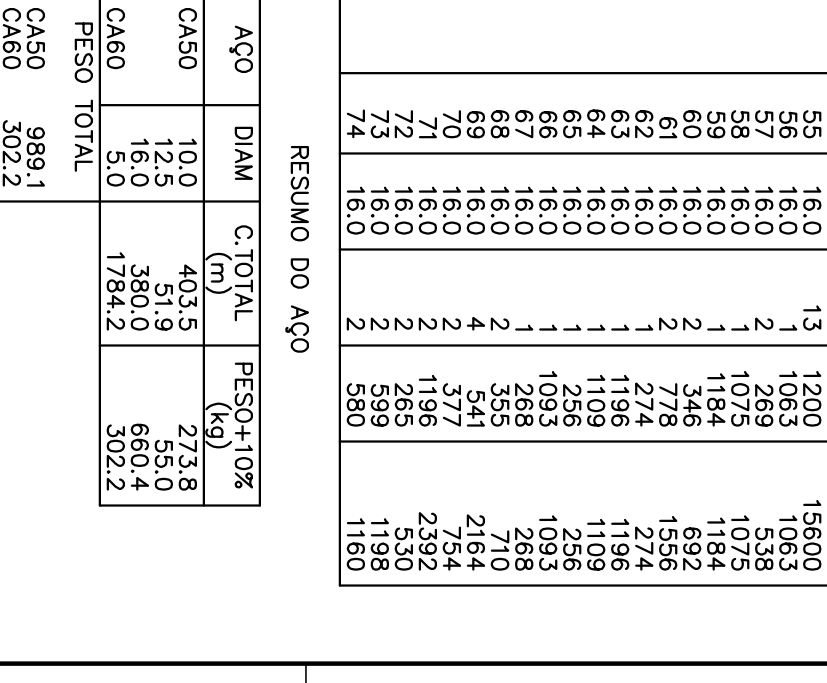 55 16.0 13 1200 15600
56 16.0 1 1063 1063
57 16.0 2 269 538
58 16.0 1 1075 1075
59 16.0 1 1184 1184
60 16.0 2 346 692
61 16.0 2 778 1556
62 16.0 1 274 274
63 16.0 1 1196 1196
64 16.0 1 1109 1109
65 16.0 1 256 256
66 16.0 1 1093 1093
67 16.0 1 268 268
68 16.0 2 355 710
69 16.0 4 541 2164
70 16.0 2 377 754
71 16.0 2 1196 2392
72 16.0 2 265 530
73 16.0 2 599 1198
74 16.0 2 580 1160
RESUMO DO AÇO
AÇO DIAM C.TOTAL PESO+10%
(m) (kg)
CA50 10.0 403.5 273.8
12.5 51.9 55.0
16.0 380.0 660.4
CA60 5.0 1784.2 302.2
PESO TOTAL
CA50 989.1
CA60 302.2